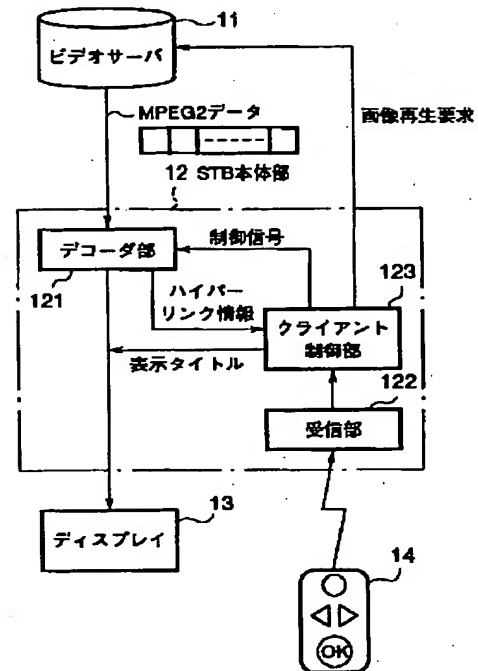 11
ビデオサーバ
MPEG2データ
画像再生要求
12 STB本体部
デコーダ部
制御信号
121
123
ハイパー
リンク情報
クライアント
制御部
表示タイトル
122
受信部
13
ディスプレイ
14
OK